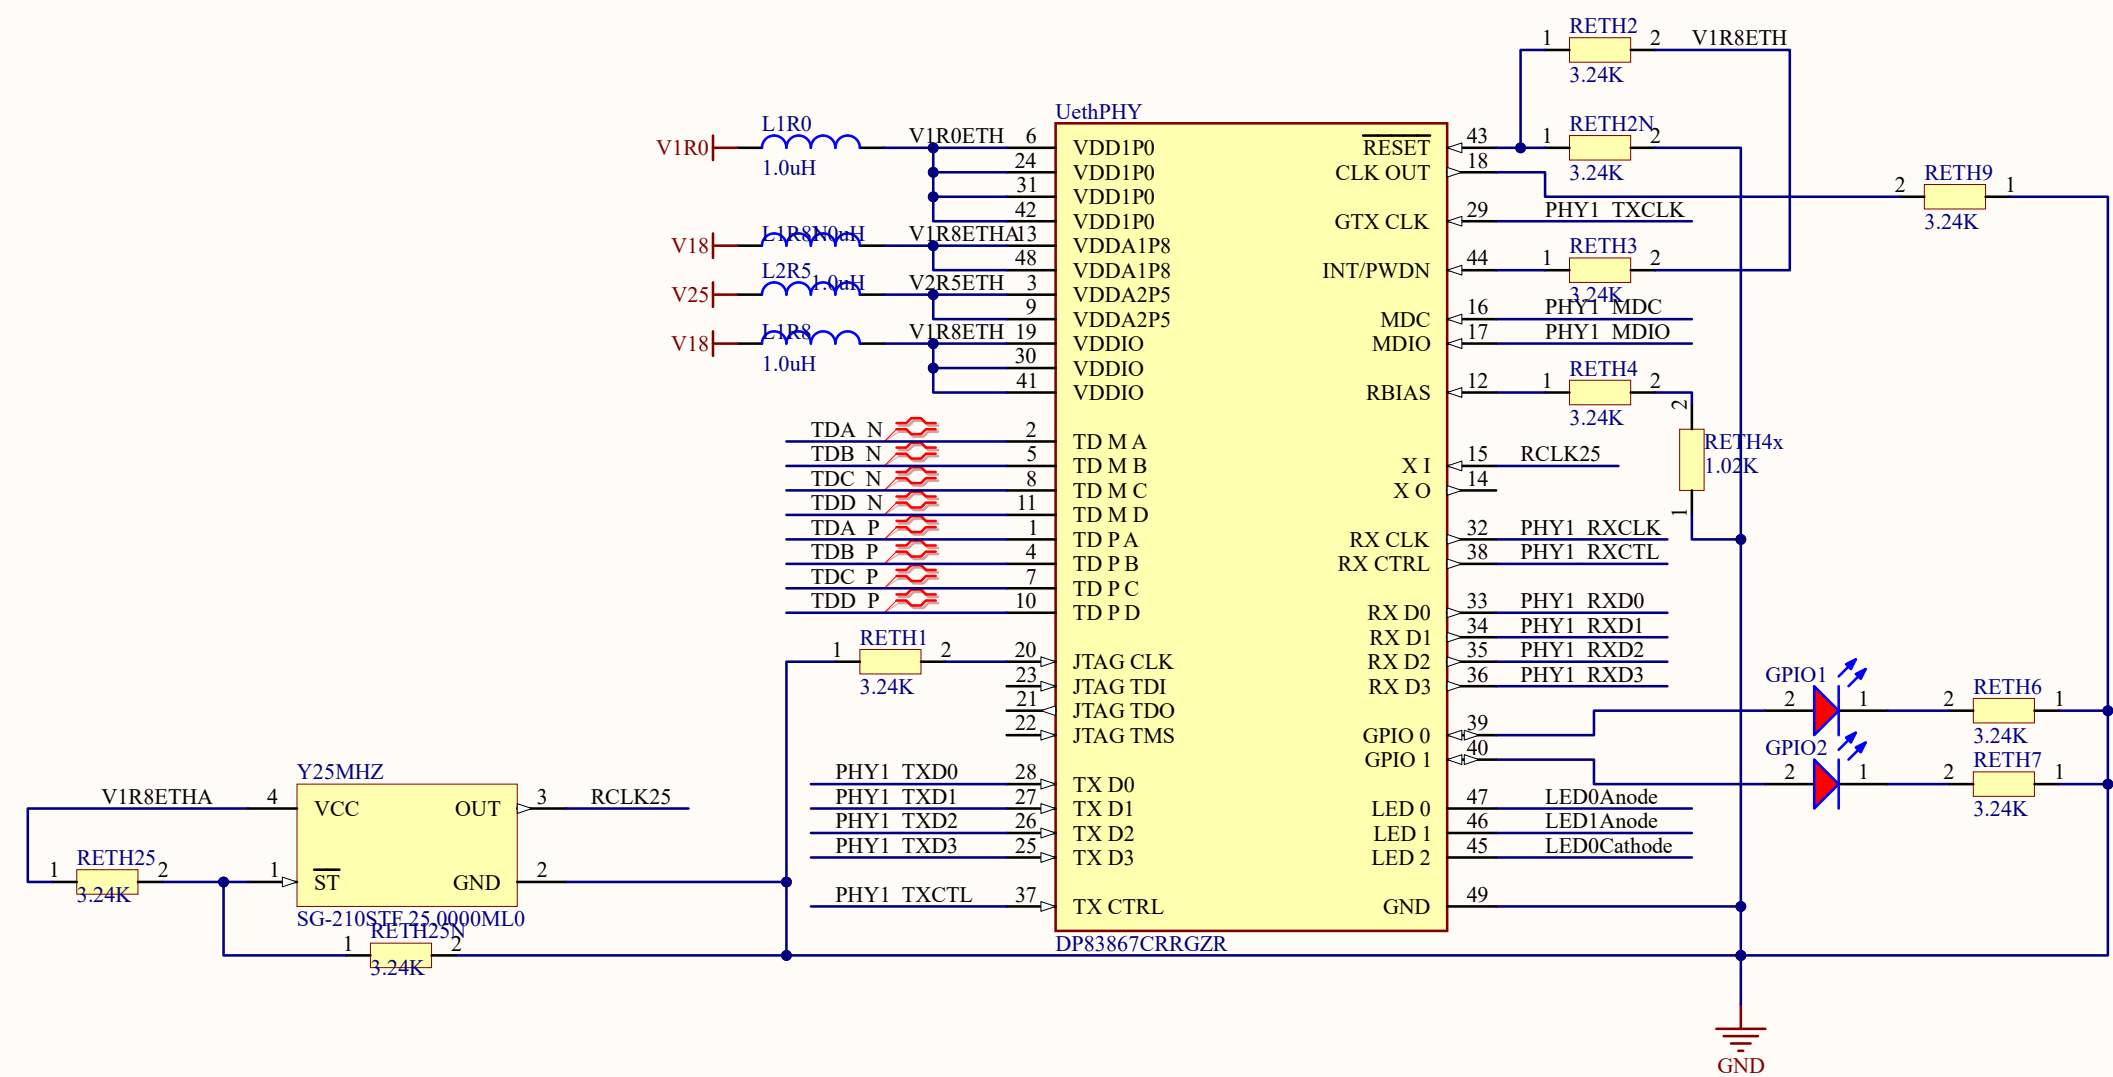 RETH2
1 2 V1R8ETH
3.24K
UethPHY
L1R0
V1R0
1.0uH
V1R0ETH 6 VDD1P0
24 VDD1P0
31 VDD1P0
42 VDD1P0
V18
L1R8N
1.0uH
V1R8ETHA 13 VDDA1P8
48 VDDA1P8
V25
L2R5
1.0uH
V2R5ETH 3 VDDA2P5
9 VDDA2P5
V18
L1R8
1.0uH
V1R8ETH 19 VDDIO
30 VDDIO
41 VDDIO
TDA N 2 TD M A
TDB N 5 TD M B
TDC N 8 TD M C
TDD N 11 TD M D
TDA P 1 TD P A
TDB P 4 TD P B
TDC P 7 TD P C
TDD P 10 TD P D
RETH1
1 2 20 JTAG CLK
3.24K
23 JTAG TDI
21 JTAG TDO
22 JTAG TMS
PHY1 TXD0 28 TX D0
PHY1 TXD1 27 TX D1
PHY1 TXD2 26 TX D2
PHY1 TXD3 25 TX D3
PHY1 TXCTL 37 TX CTRL
DP83867CRRGZR
RESET 43
RETH2N
1 2
3.24K
CLK OUT 18
RETH9
2 1
3.24K
GTX CLK 29 PHY1 TXCLK
INT/PWDN 44
RETH3
1 2
3.24K
MDC 16 PHY1 MDC
MDIO 17 PHY1 MDIO
RBIAS 12
RETH4
1 2
3.24K
2
RETH4x
1.02K
1
X I 15 RCLK25
X O 14
RX CLK 32 PHY1 RXCLK
RX CTRL 38 PHY1 RXCTL
RX D0 33 PHY1 RXD0
RX D1 34 PHY1 RXD1
RX D2 35 PHY1 RXD2
RX D3 36 PHY1 RXD3
GPIO 0 39
GPIO1
2 1
RETH6
2 1
3.24K
GPIO 1 40
GPIO2
2 1
RETH7
2 1
3.24K
LED 0 47 LED0Anode
LED 1 46 LED1Anode
LED 2 45 LED0Cathode
GND 49
Y25MHZ
V1R8ETHA 4 VCC
OUT 3 RCLK25
RETH25
1 2
3.24K
1 ST
GND 2
SG-210STF 25.0000ML0
RETH25N
1 2
3.24K
GND